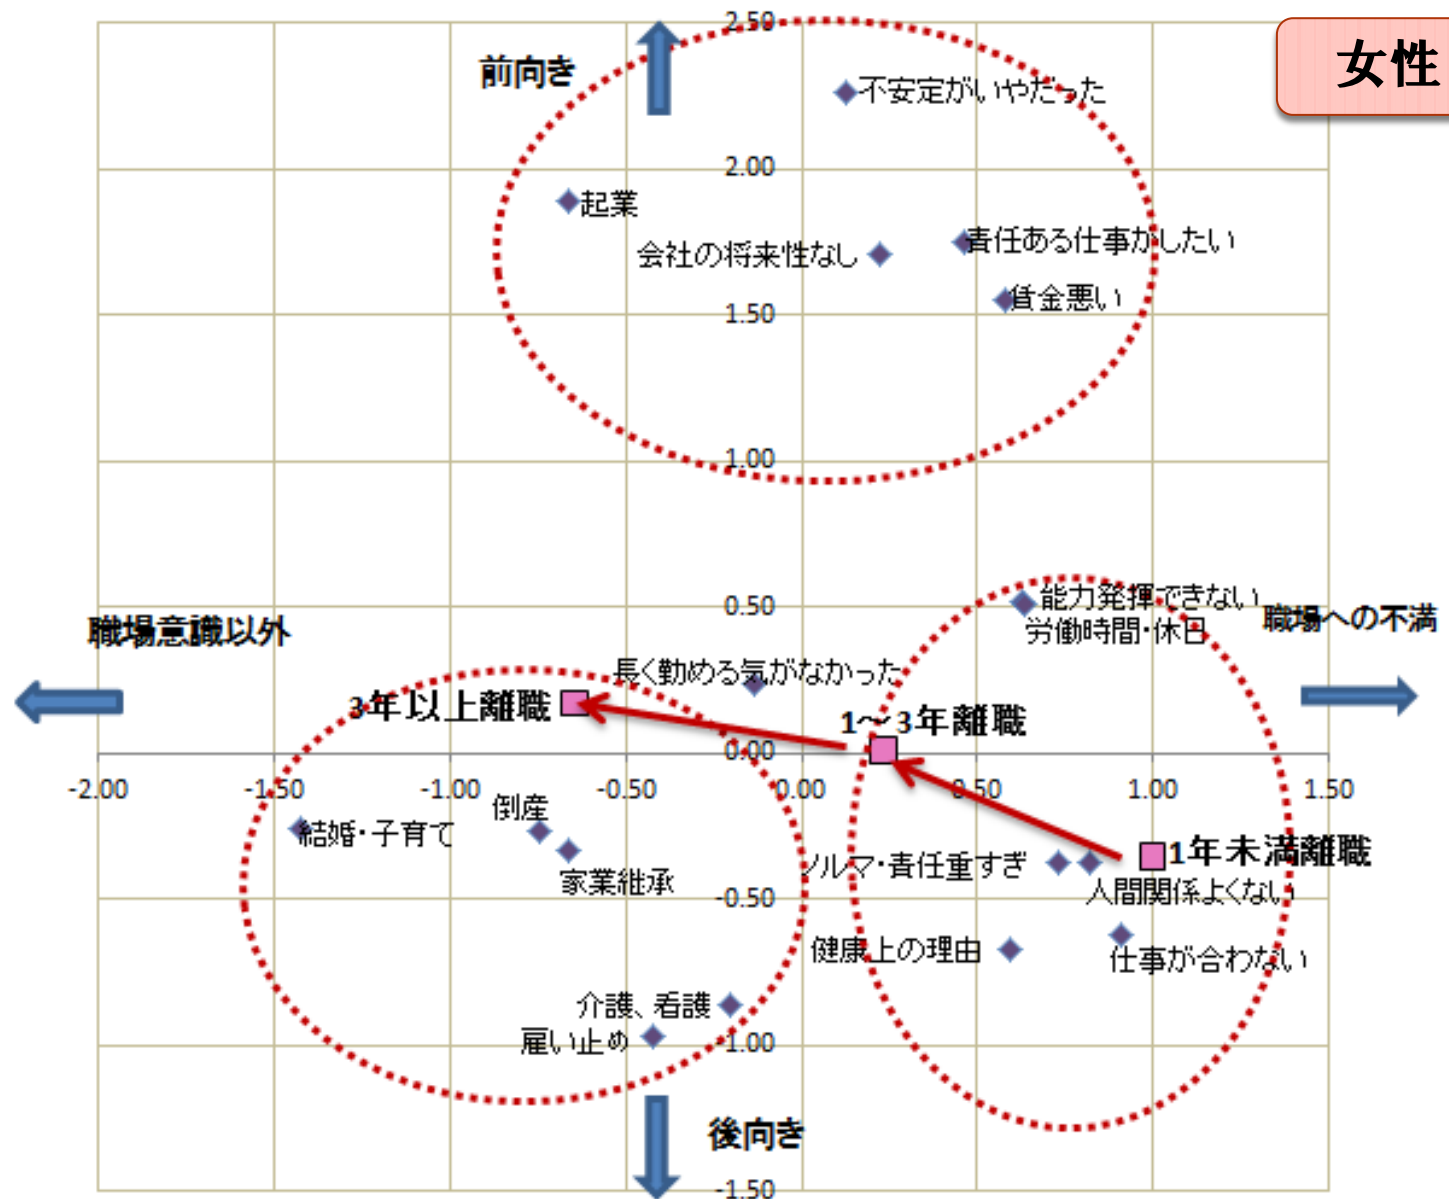 2.50
女性
前向き
不安定がいやだった
2.00
起業
責任ある仕事がしたい
会社の将来性なし
賃金悪い
1.50
1.00
0.50
能力発揮できない
職場への不満
職場意識以外
労働時間・休日
長く勤める気がなかった
3年以上離職
1～3年離職
0.00
-2.00
-1.50
-1.00
-0.50
0.00
0.50
1.00
1.50
倒産
結婚・子育て
1年未満離職
ノルマ・責任重すぎ
家業継承
人間関係よくない
-0.50
健康上の理由
仕事が合わない
介護、看護
雇い止め
-1.00
後向き
-1.50